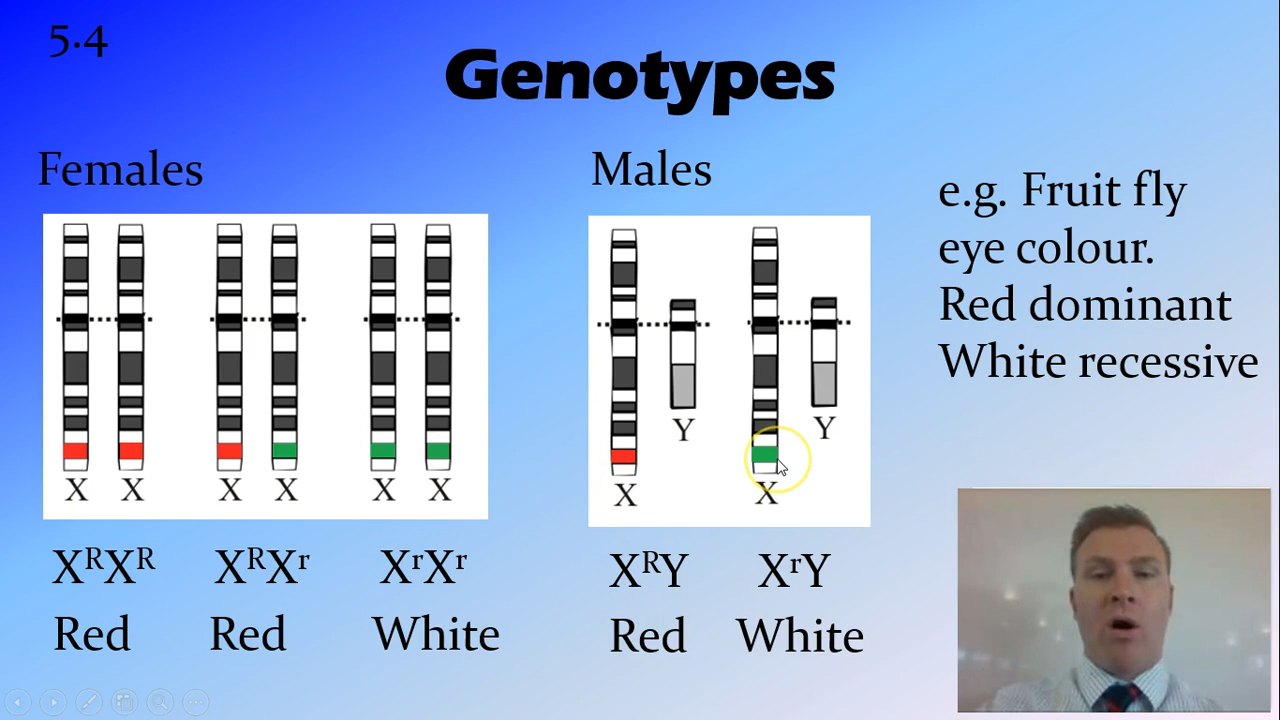 5.4
Genotypes
Females
Males
e.g. Fruit fly
eye colour.
Red dominant
White recessive
X X X X X X
X Y X Y
XᴿXᴿ XᴿXʳ XʳXʳ
XᴿY XʳY
Red Red White
Red White